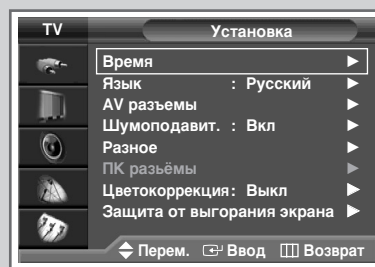 TV Установка
Время
Язык : Русский
AV разъемы
Шумоподавит. : Вкл
Разное
ПК разьёмы
Цветокоррекция: Выкл
Защита от выгорания экрана
Перем. Ввод Возврат